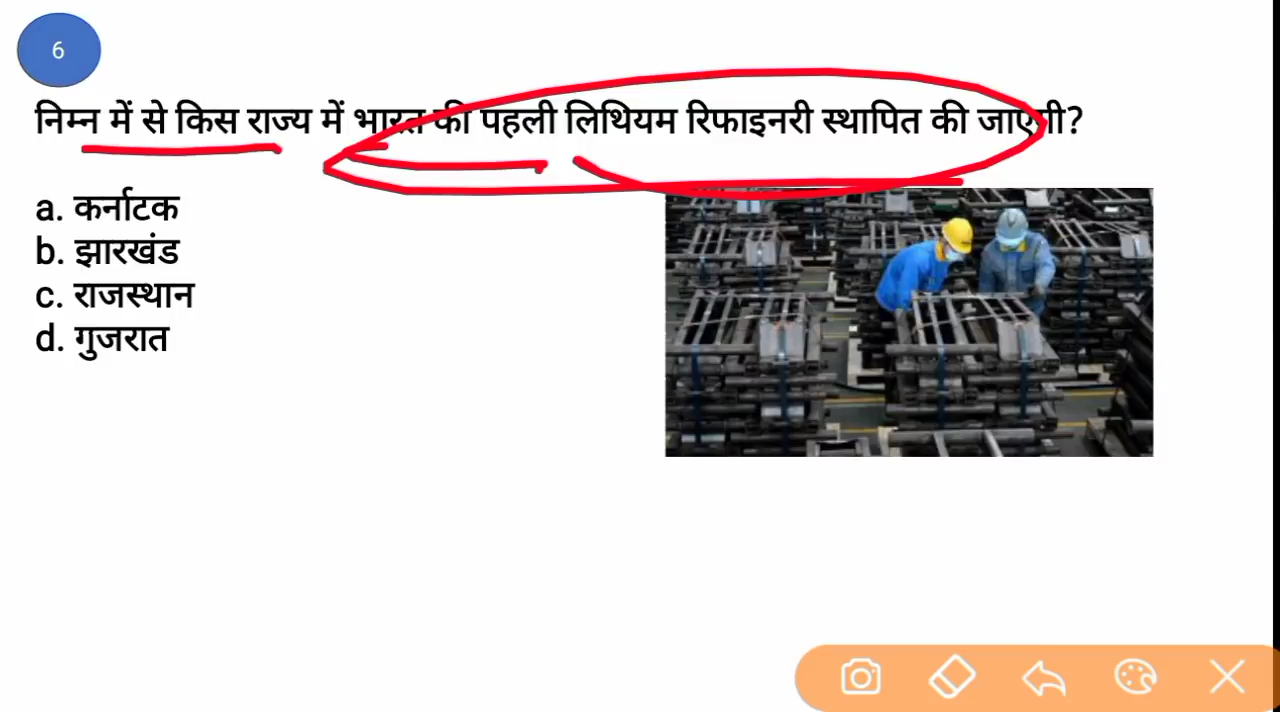 6
निम्न में से किस राज्य में भारत की पहली लिथियम रिफाइनरी स्थापित की जाएगी?
a. कर्नाटक
b. झारखंड
c. राजस्थान
d. गुजरात